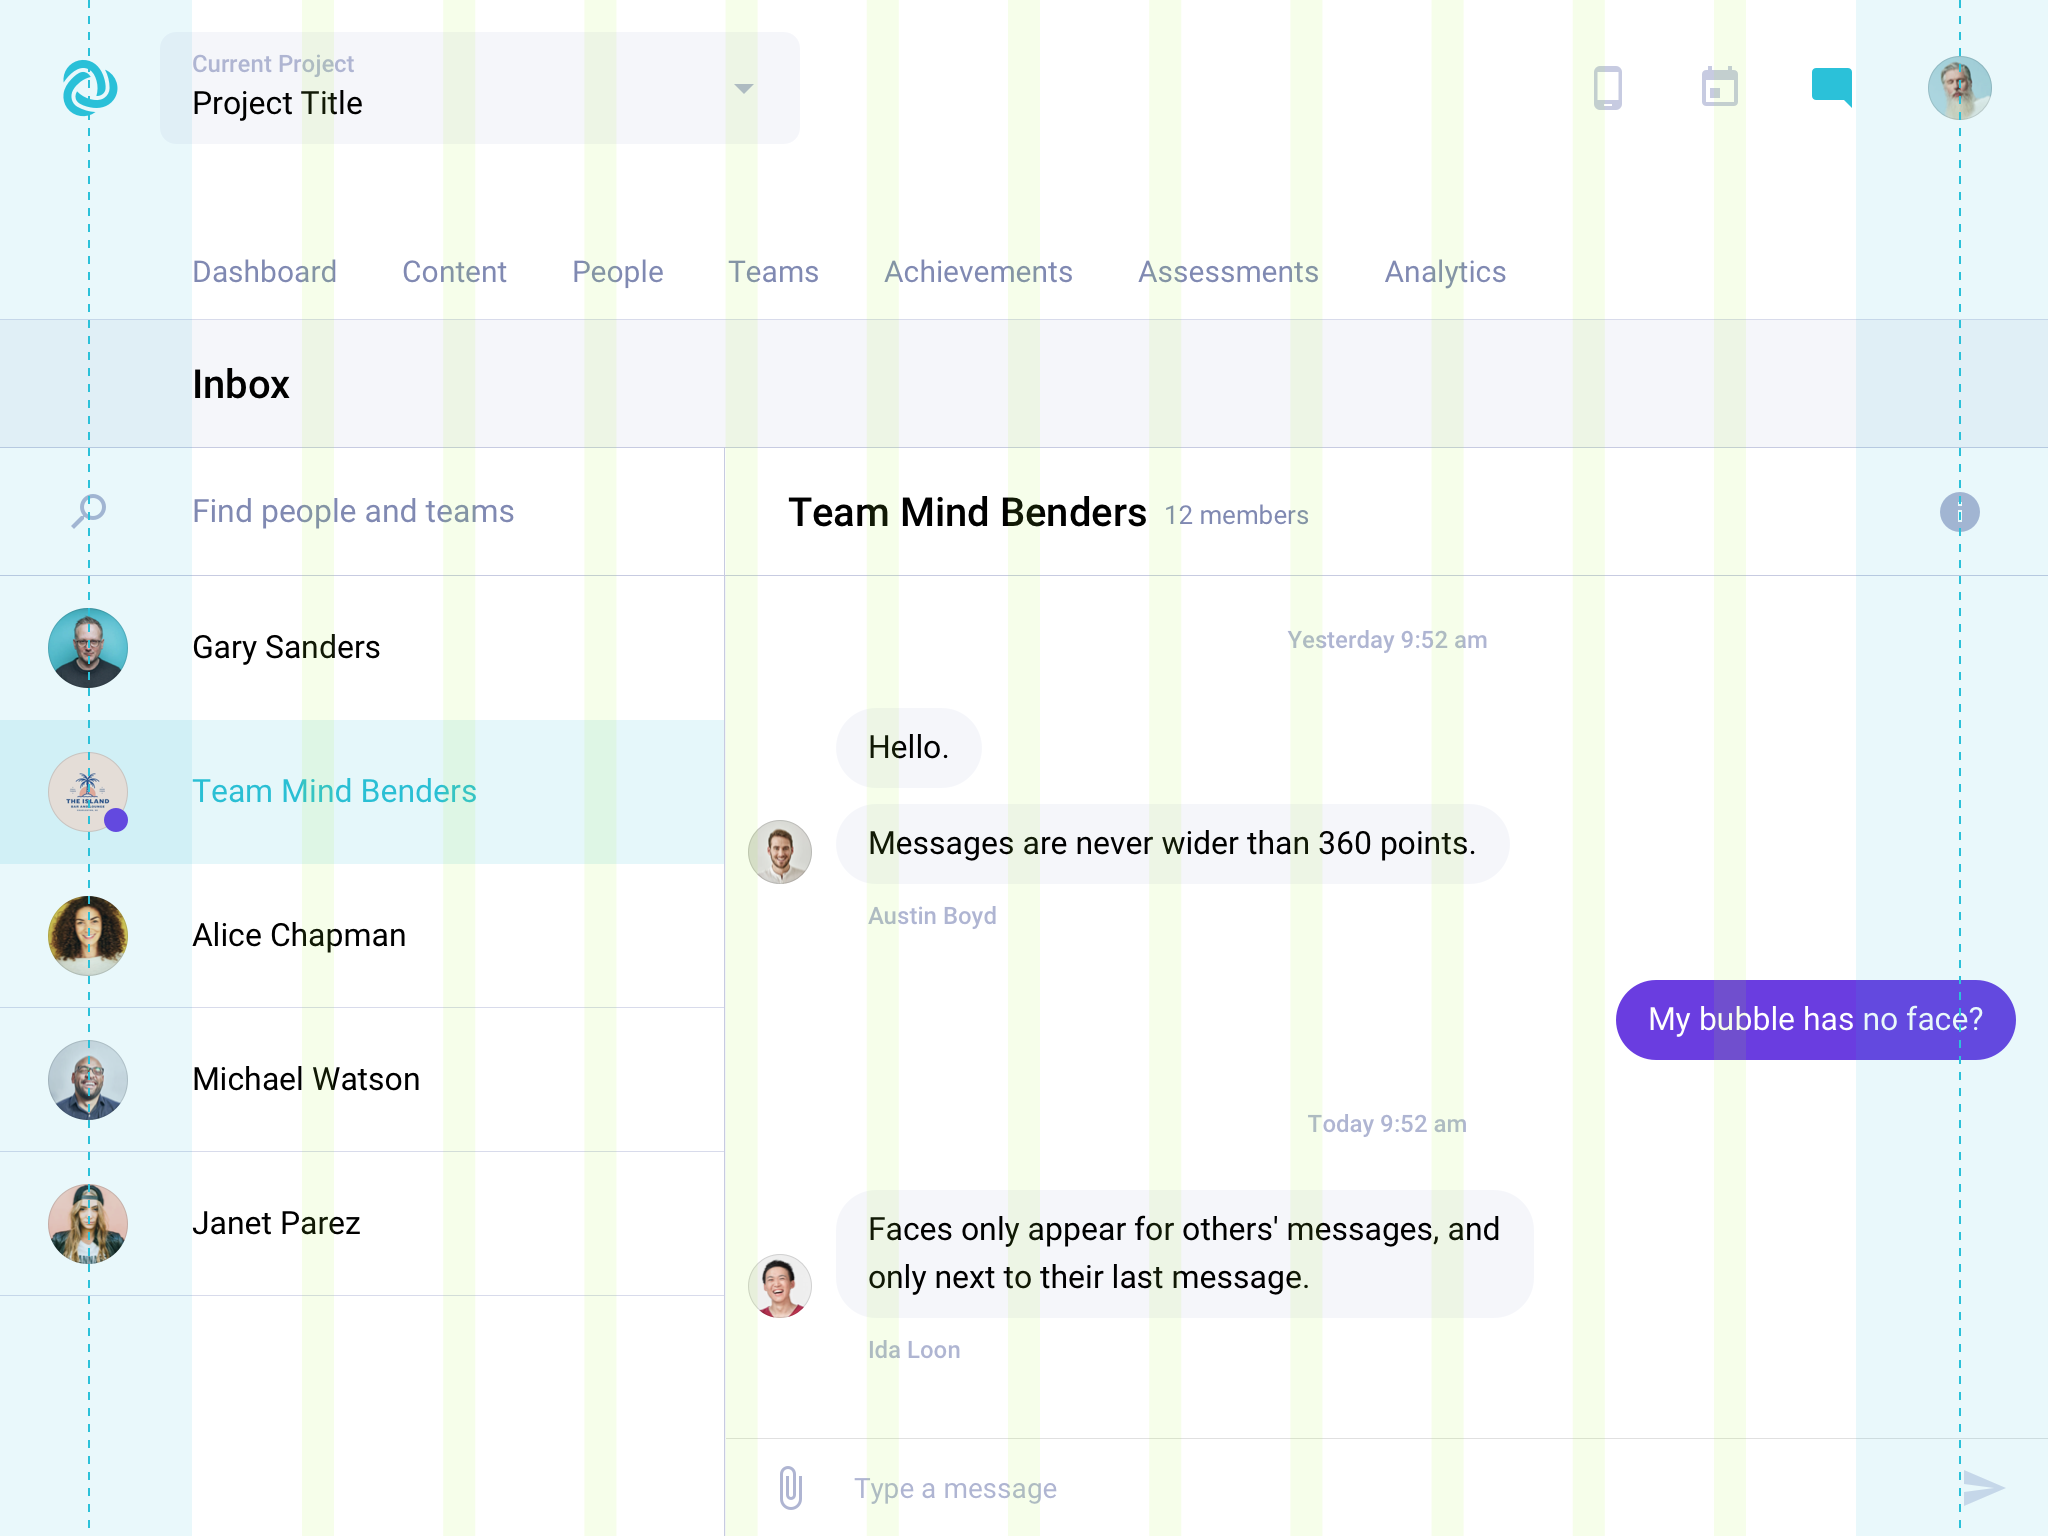 Current Project
Project Title
Dashboard Content People Teams Achievements Assessments Analytics
Inbox
Find people and teams
Team Mind Benders 12 members
Gary Sanders
Team Mind Benders
THE ISLAND
Alice Chapman
Michael Watson
Janet Parez
Yesterday 9:52 am
Hello.
Messages are never wider than 360 points.
Austin Boyd
My bubble has no face?
Today 9:52 am
Faces only appear for others' messages, and
only next to their last message.
Ida Loon
Type a message